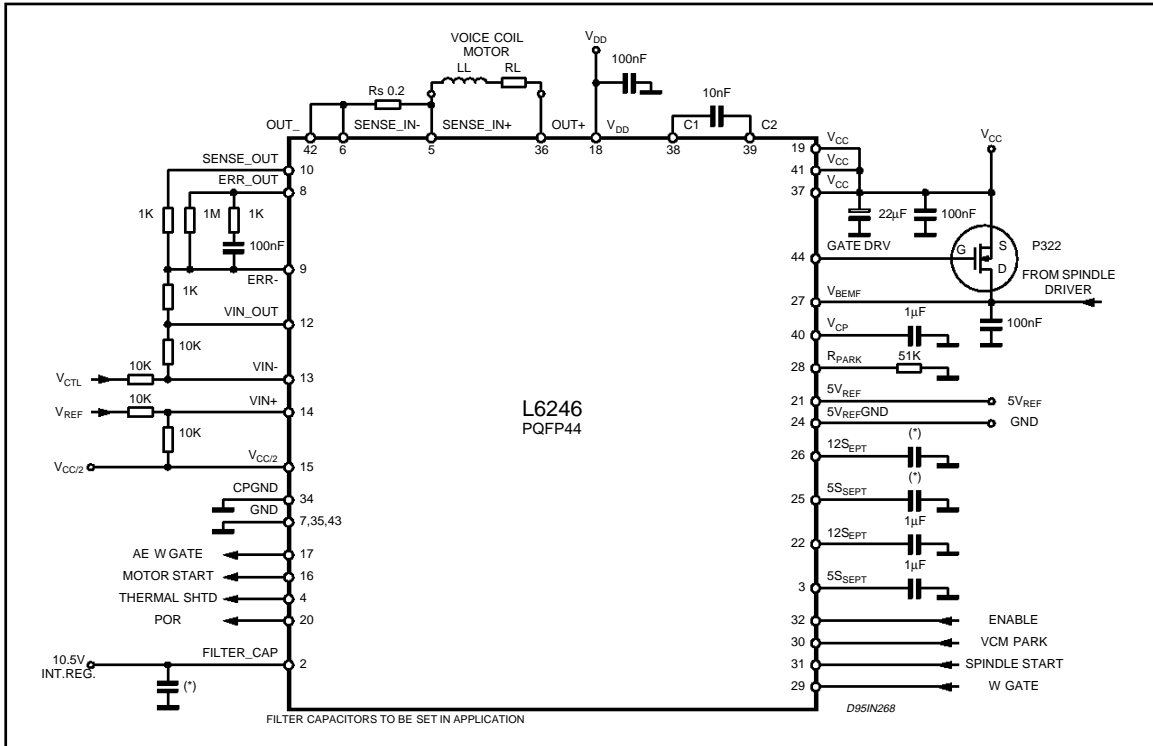 VOICE COIL
MOTOR
LL
RL
Rs 0.2
VDD
100nF
10nF
OUT_
SENSE_IN-
SENSE_IN+
OUT+
VDD
C1
C2
42
6
5
36
18
38
39
SENSE_OUT
10
ERR_OUT
8
1K
1M
1K
100nF
9
ERR-
1K
VIN_OUT
12
10K
10K
VIN-
VCTL
13
10K
VIN+
VREF
14
10K
VCC/2
VCC/2
15
CPGND
34
GND
7,35,43
AE W GATE
17
MOTOR START
16
THERMAL SHTD
4
POR
20
10.5V
INT.REG.
FILTER_CAP
2
(*)
L6246
PQFP44
19
VCC
41
VCC
37
VCC
VCC
22µF
100nF
44
GATE DRV
G
S
D
P322
FROM SPINDLE
DRIVER
27
VBEMF
100nF
40
VCP
1µF
28
RPARK
51K
21
5VREF
5VREF
24
5VREFGND
GND
26
12SEPT
(*)
25
5SSEPT
(*)
22
12SEPT
1µF
3
5SSEPT
1µF
32
ENABLE
30
VCM PARK
31
SPINDLE START
29
W GATE
FILTER CAPACITORS TO BE SET IN APPLICATION
D95IN268